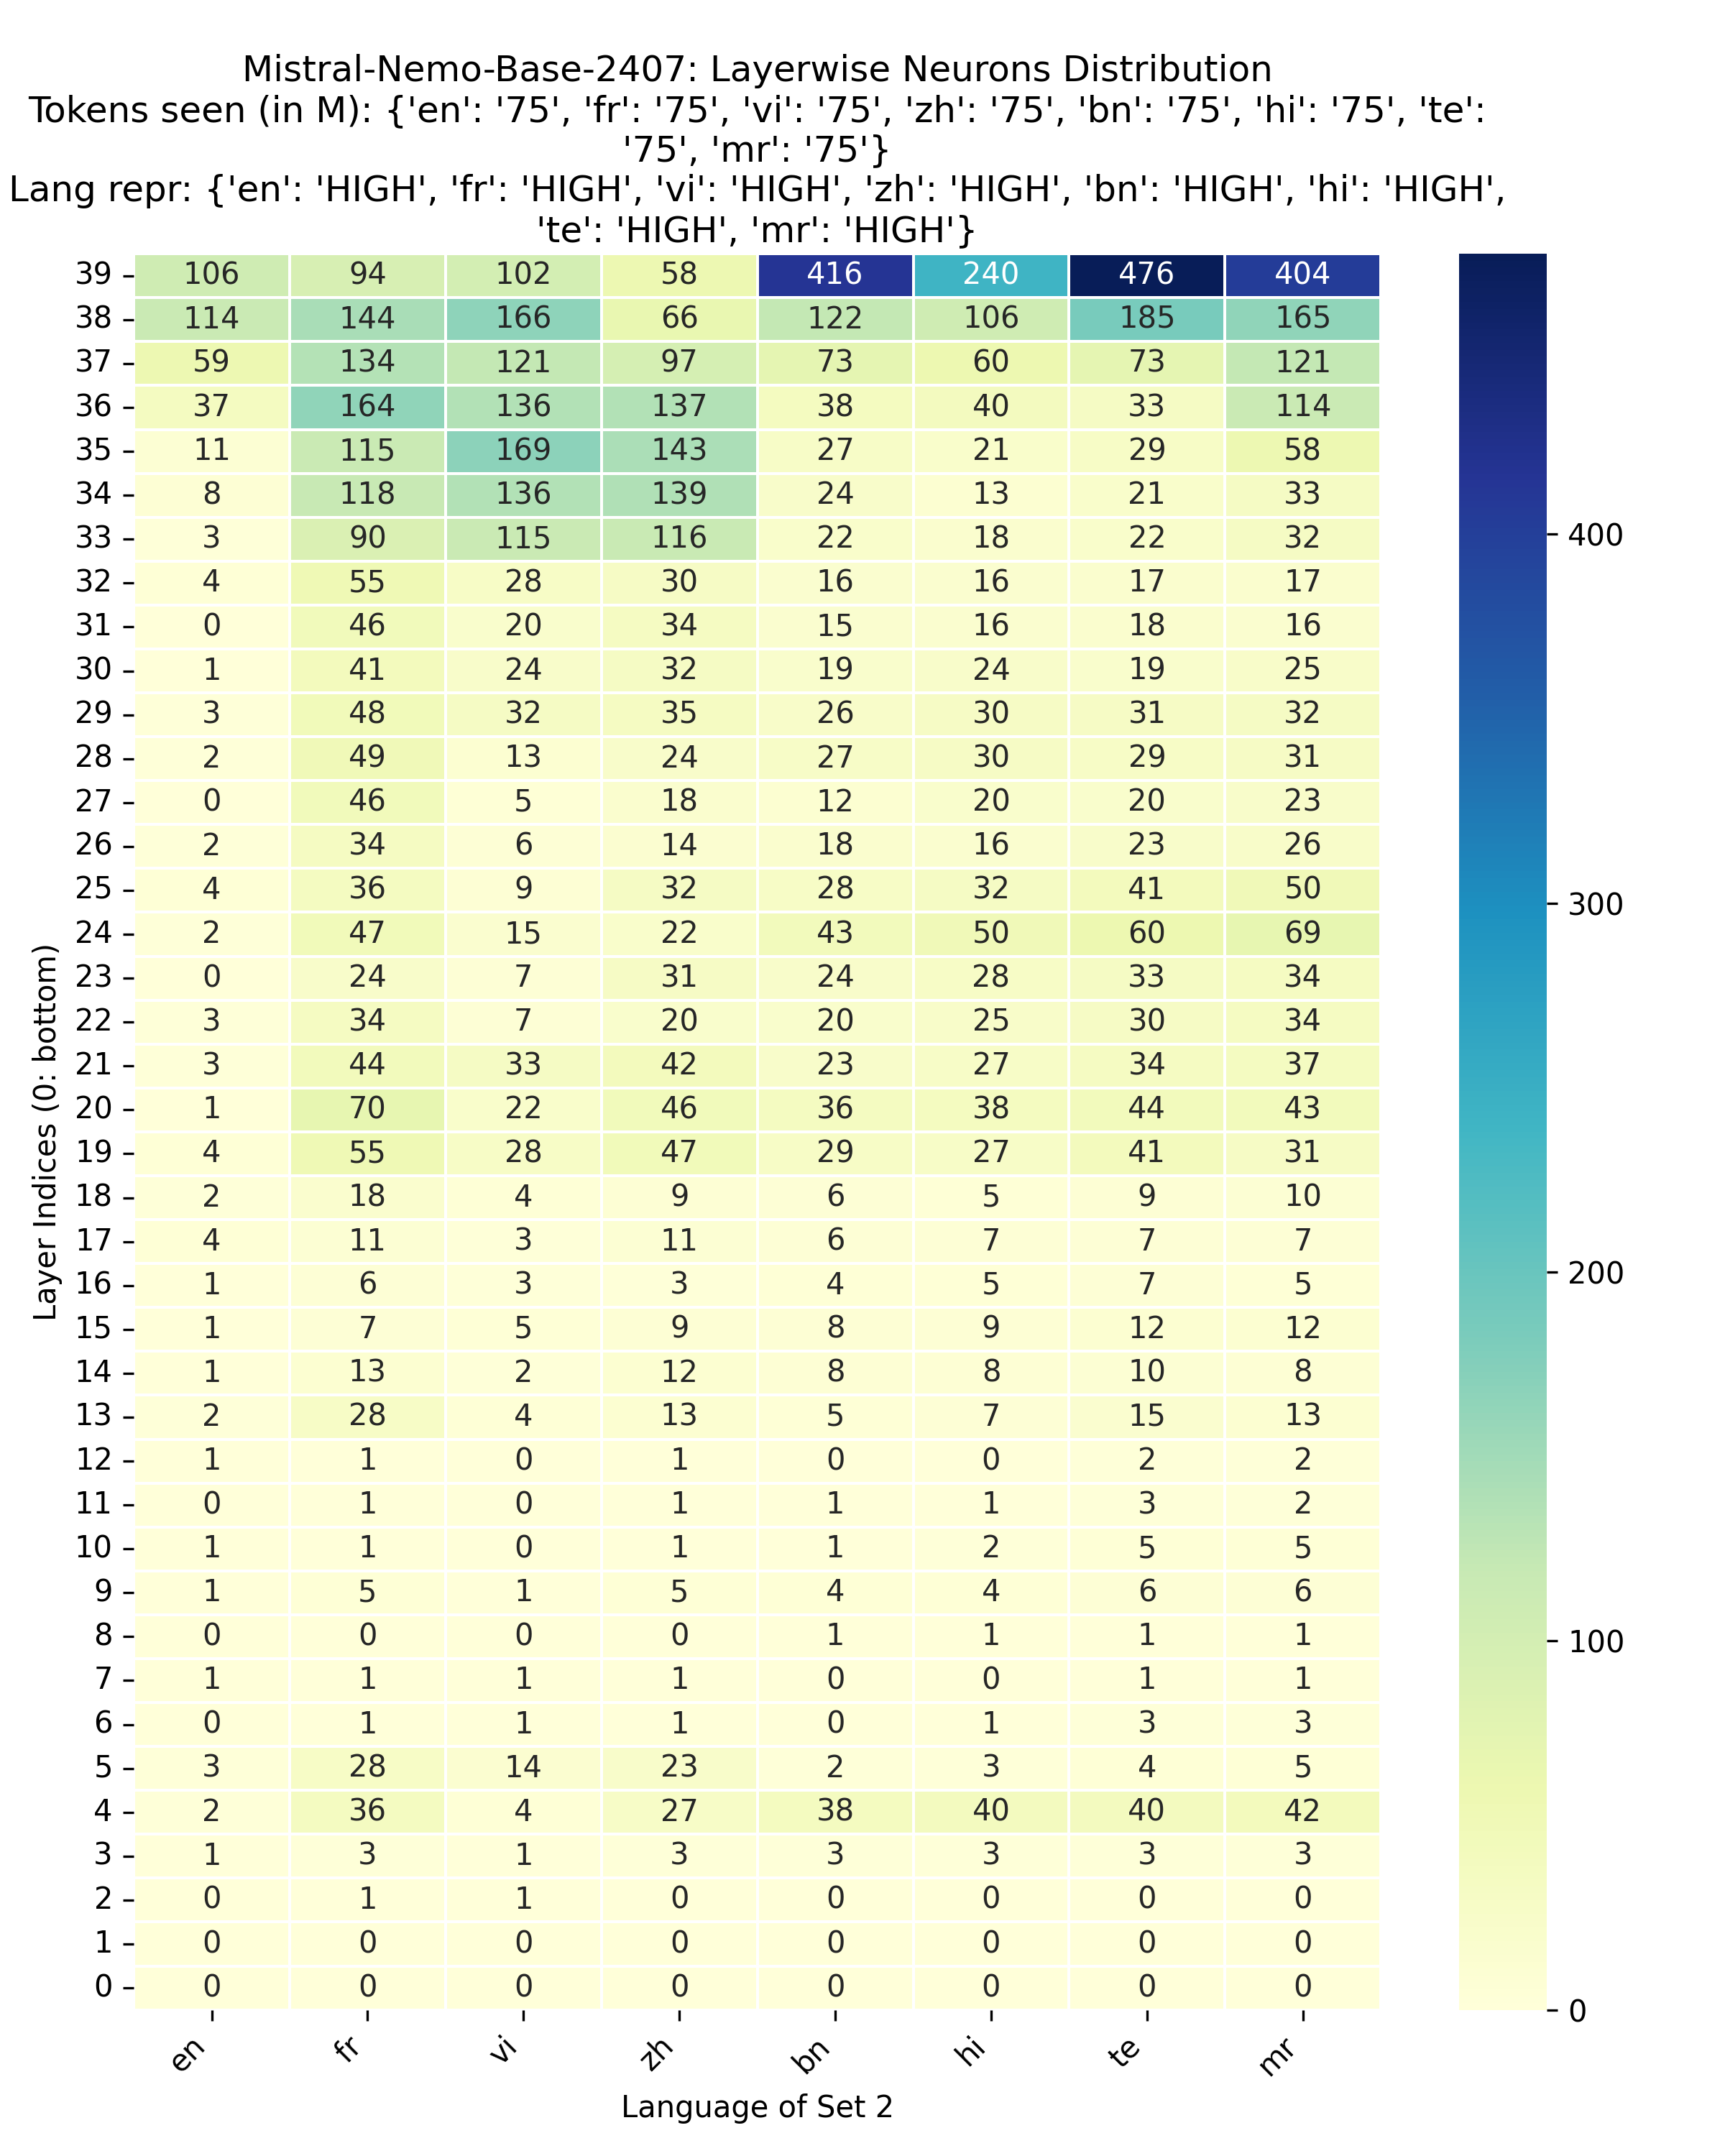 Mistral-Nemo-Base-2407: Layerwise Neurons Distribution
Tokens seen (in M): {'en': '75', 'fr': '75', 'vi': '75', 'zh': '75', 'bn': '75', 'hi': '75', 'te':
'75', 'mr': '75'}
Lang repr: {'en': 'HIGH', 'fr': 'HIGH', 'vi': 'HIGH', 'zh': 'HIGH', 'bn': 'HIGH', 'hi': 'HIGH',
'te': 'HIGH', 'mr': 'HIGH'}
39 106 94 102 58 416 240 476 404
38 114 144 166 66 122 106 185 165
37 59 134 121 97 73 60 73 121
36 37 164 136 137 38 40 33 114
35 11 115 169 143 27 21 29 58
34 8 118 136 139 24 13 21 33
33 3 90 115 116 22 18 22 32
32 4 55 28 30 16 16 17 17
31 0 46 20 34 15 16 18 16
30 1 41 24 32 19 24 19 25
29 3 48 32 35 26 30 31 32
28 2 49 13 24 27 30 29 31
27 0 46 5 18 12 20 20 23
26 2 34 6 14 18 16 23 26
25 4 36 9 32 28 32 41 50
24 2 47 15 22 43 50 60 69
23 0 24 7 31 24 28 33 34
22 3 34 7 20 20 25 30 34
21 3 44 33 42 23 27 34 37
20 1 70 22 46 36 38 44 43
19 4 55 28 47 29 27 41 31
18 2 18 4 9 6 5 9 10
17 4 11 3 11 6 7 7 7
16 1 6 3 3 4 5 7 5
15 1 7 5 9 8 9 12 12
14 1 13 2 12 8 8 10 8
13 2 28 4 13 5 7 15 13
12 1 1 0 1 0 0 2 2
11 0 1 0 1 1 1 3 2
10 1 1 0 1 1 2 5 5
9 1 5 1 5 4 4 6 6
8 0 0 0 0 1 1 1 1
7 1 1 1 1 0 0 1 1
6 0 1 1 1 0 1 3 3
5 3 28 14 23 2 3 4 5
4 2 36 4 27 38 40 40 42
3 1 3 1 3 3 3 3 3
2 0 1 1 0 0 0 0 0
1 0 0 0 0 0 0 0 0
0 0 0 0 0 0 0 0 0
en fr vi zh bn hi te mr
Language of Set 2
Layer Indices (0: bottom)
400
300
200
100
0